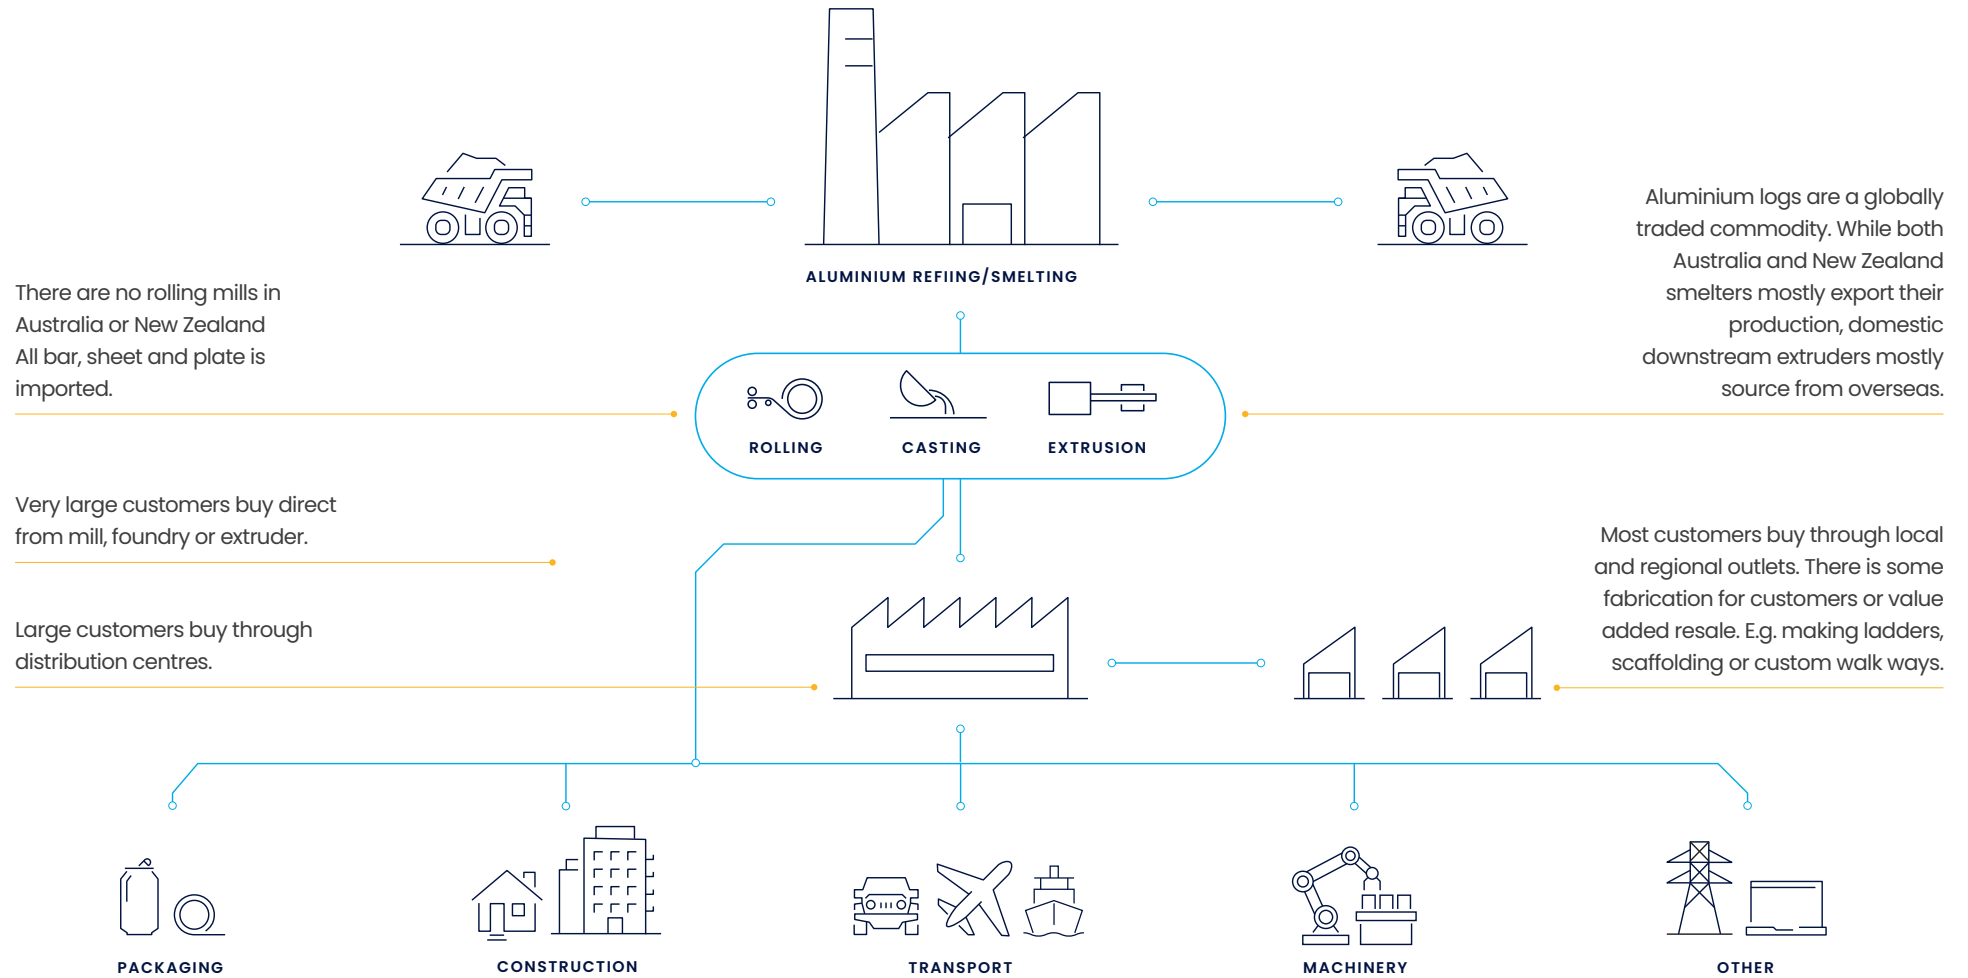 ALUMINIUM REFIING/SMELTING
There are no rolling mills in
Australia or New Zealand
All bar, sheet and plate is
imported.
Aluminium logs are a globally
traded commodity. While both
Australia and New Zealand
smelters mostly export their
production, domestic
downstream extruders mostly
source from overseas.
ROLLING
CASTING
EXTRUSION
Very large customers buy direct
from mill, foundry or extruder.
Large customers buy through
distribution centres.
Most customers buy through local
and regional outlets. There is some
fabrication for customers or value
added resale. E.g. making ladders,
scaffolding or custom walk ways.
PACKAGING
CONSTRUCTION
TRANSPORT
MACHINERY
OTHER